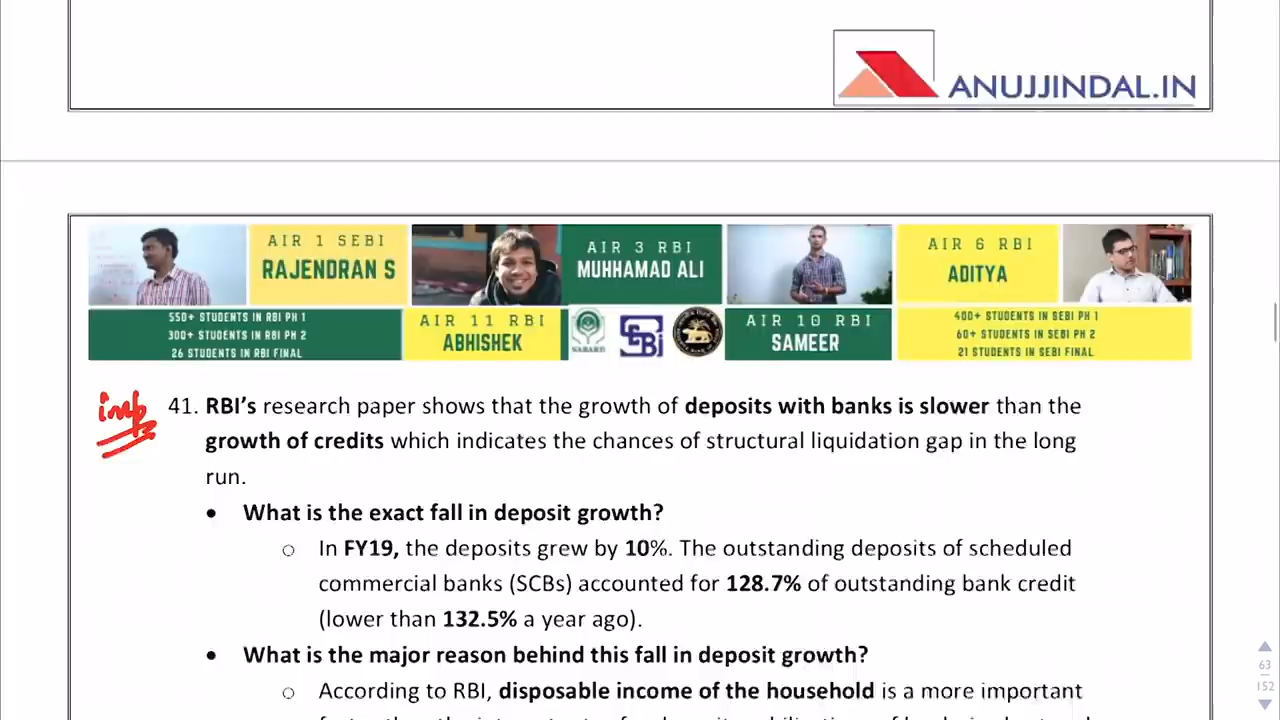 ANUJJINDAL.IN
AIR 1 SEBI
RAJENDRAN S
550+ STUDENTS IN RBI PH 1
300+ STUDENTS IN RBI PH 2
26 STUDENTS IN RBI FINAL
AIR 11 RBI
ABHISHEK
AIR 3 RBI
MUHHAMAD ALI
NABARD
SEBI
AIR 10 RBI
SAMEER
AIR 6 RBI
ADITYA
400+ STUDENTS IN SEBI PH 1
60+ STUDENTS IN SEBI PH 2
21 STUDENTS IN SEBI FINAL
imp
41. RBI’s research paper shows that the growth of deposits with banks is slower than the
growth of credits which indicates the chances of structural liquidation gap in the long
run.
• What is the exact fall in deposit growth?
○ In FY19, the deposits grew by 10%. The outstanding deposits of scheduled
commercial banks (SCBs) accounted for 128.7% of outstanding bank credit
(lower than 132.5% a year ago).
• What is the major reason behind this fall in deposit growth?
○ According to RBI, disposable income of the household is a more important
63
152